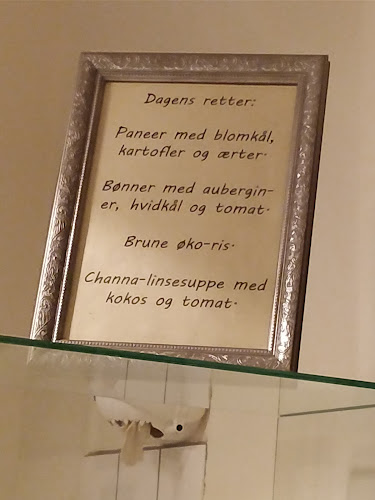 Dagens retter:
Paneer med blomkål,
kartofler og ærter.
Bønner med aubergin-
er, hvidkål og tomat.
Brune øko-ris.
Channa-linsesuppe med
kokos og tomat.